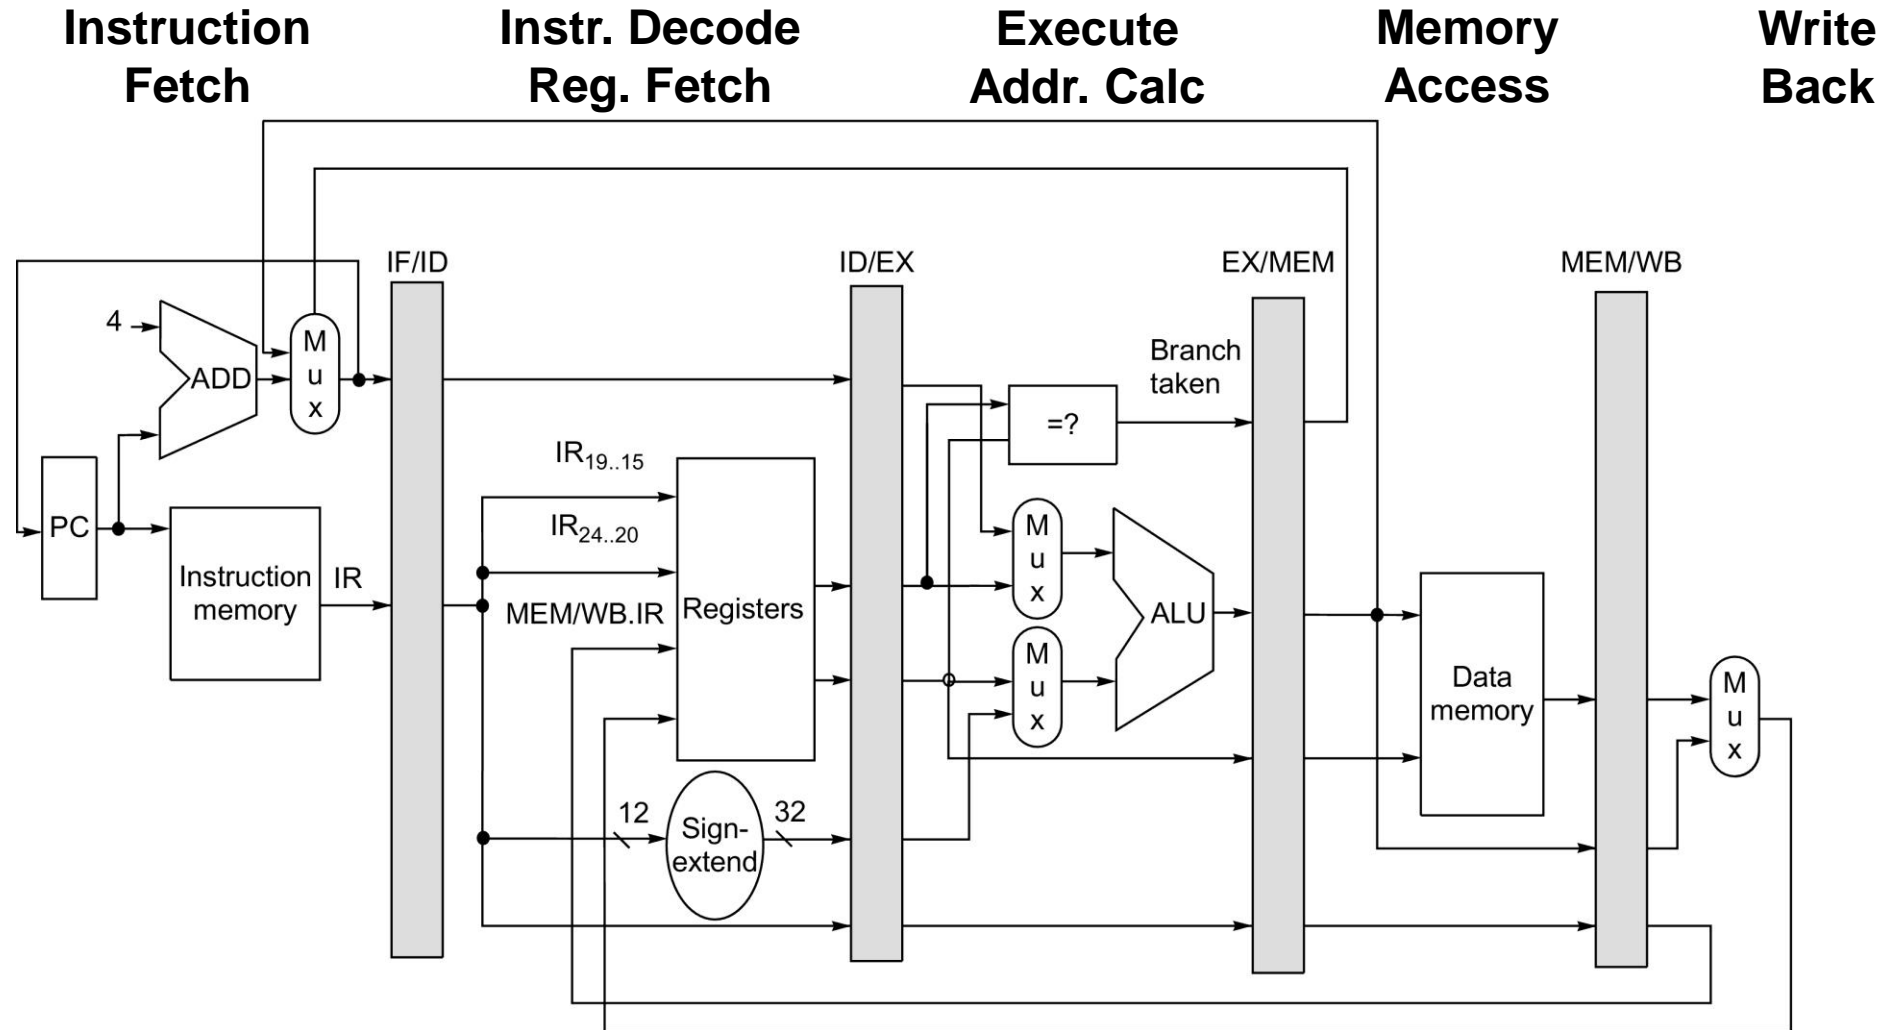 Instruction
Fetch
Instr. Decode
Reg. Fetch
Execute
Addr. Calc
Memory
Access
Write
Back
IF/ID
ID/EX
EX/MEM
MEM/WB
4
ADD
M
u
x
PC
Instruction
memory
IR
IR19..15
IR24..20
MEM/WB.IR
Registers
12
Sign-
extend
32
=?
Branch
taken
M
u
x
M
u
x
ALU
Data
memory
M
u
x